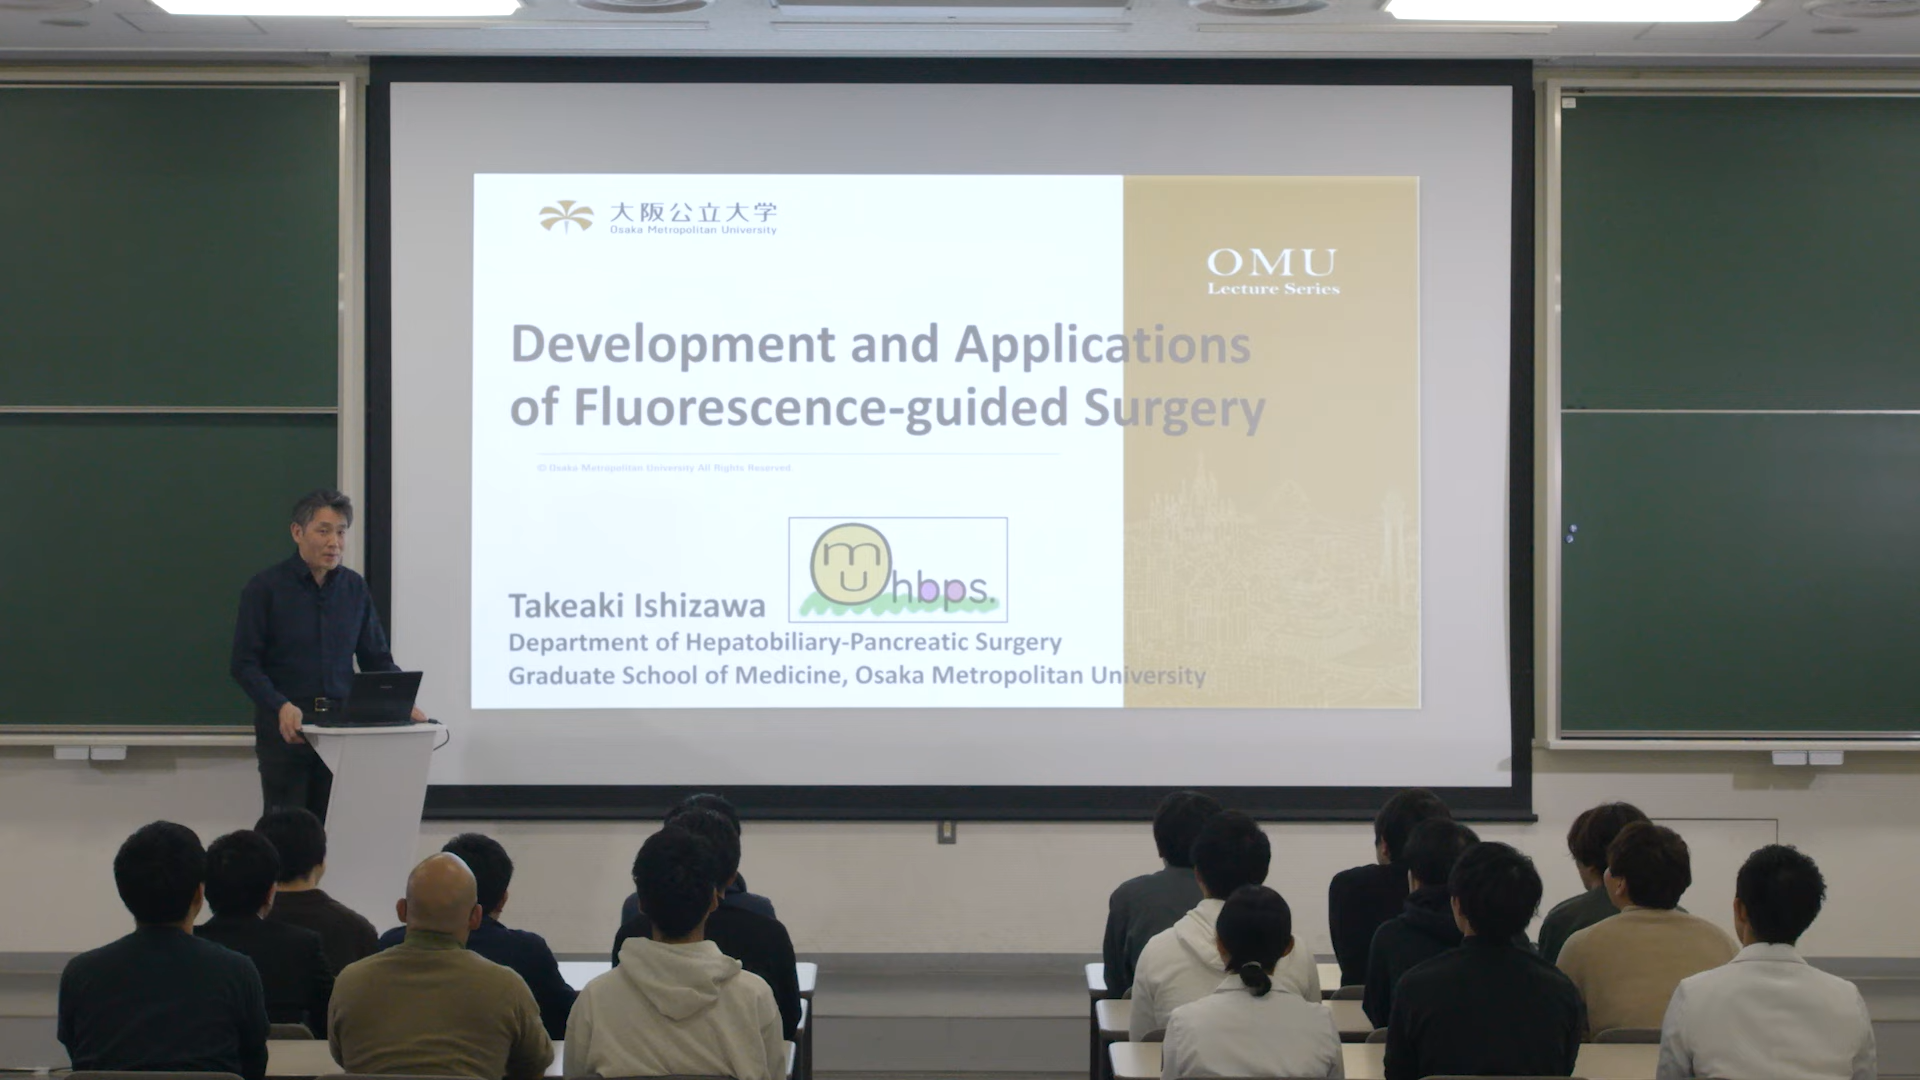 大阪公立大学
Osaka Metropolitan University
OMU
Lecture Series
Development and Applications
of Fluorescence-guided Surgery
© Osaka Metropolitan University All Rights Reserved.
mu hbps.
Takeaki Ishizawa
Department of Hepatobiliary-Pancreatic Surgery
Graduate School of Medicine, Osaka Metropolitan University